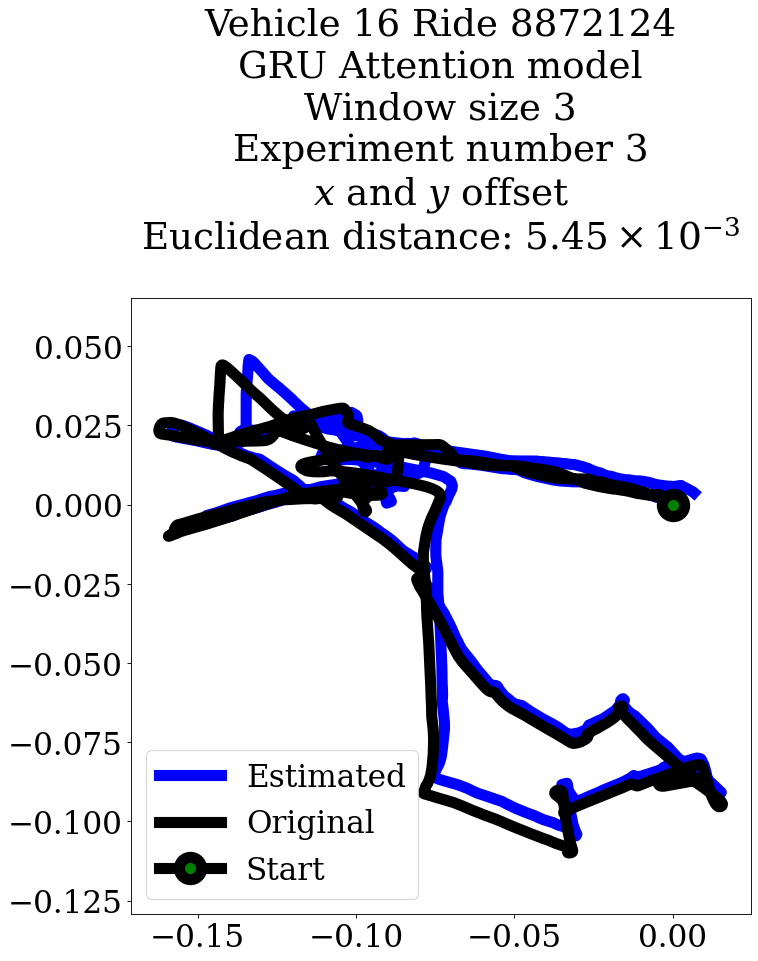 Vehicle 16 Ride 8872124
GRU Attention model
Window size 3
Experiment number 3
x and y offset
Euclidean distance: 5.45 × 10⁻³
0.050
0.025
0.000
−0.025
−0.050
−0.075
−0.100
−0.125
Estimated
Original
Start
−0.15 −0.10 −0.05 0.00